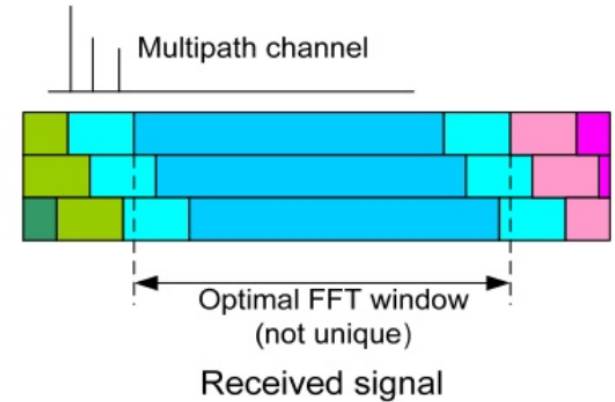 Multipath channel
Optimal FFT window
(not unique)
Received signal